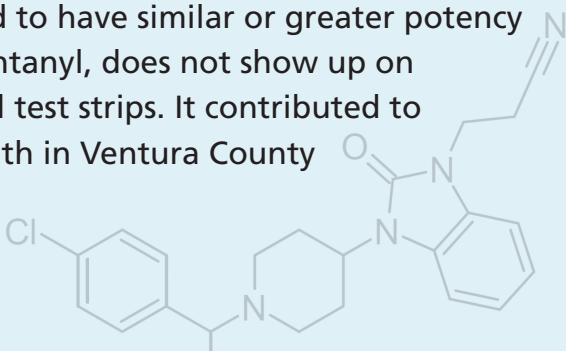 d to have similar or greater potency
ntanyl, does not show up on
l test strips. It contributed to
th in Ventura County
N
O
N
N
Cl
N